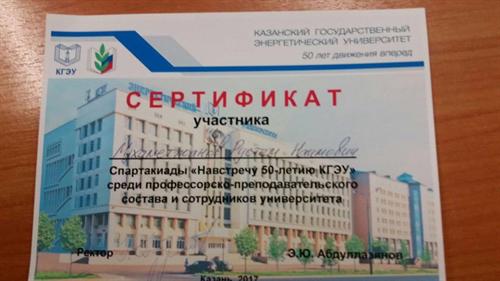 КАЗАНСКИЙ ГОСУДАРСТВЕННЫЙ
ЭНЕРГЕТИЧЕСКИЙ УНИВЕРСИТЕТ
50 лет движения вперед
КГЭУ
СЕРТИФИКАТ
участника
Спартакиады «Навстречу 50-летию КГЭУ»
среди профессорско-преподавательского
состава и сотрудников университета
Ректор
Э.Ю. Абдуллазянов
Казань, 2017